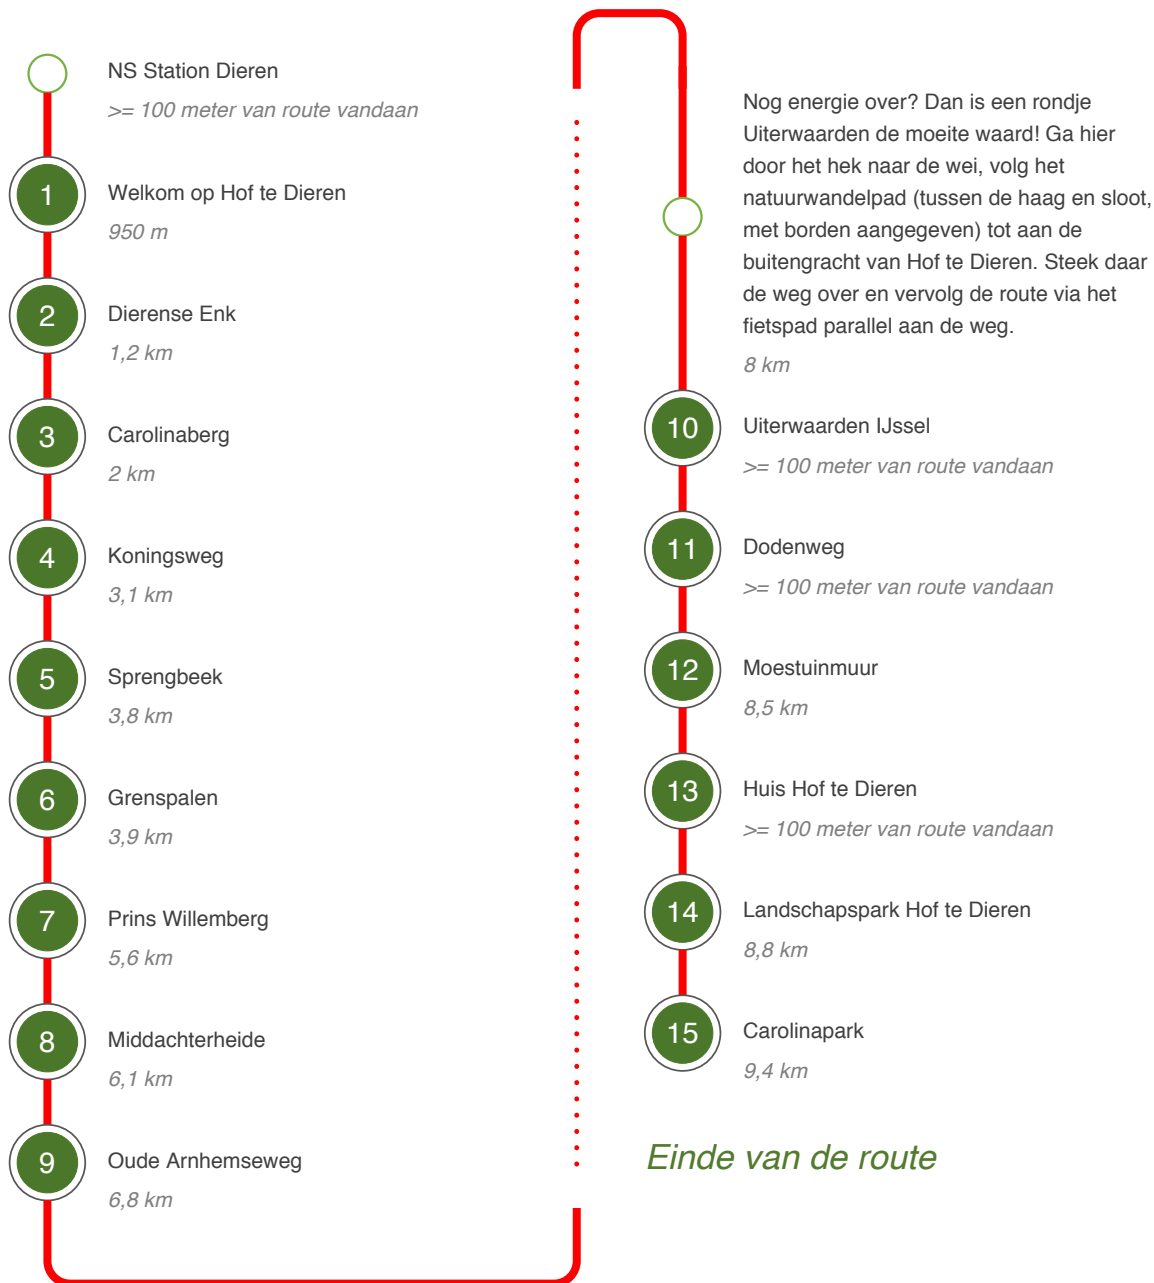 NS Station Dieren
>= 100 meter van route vandaan
1
Welkom op Hof te Dieren
950 m
2
Dierense Enk
1,2 km
3
Carolinaberg
2 km
4
Koningsweg
3,1 km
5
Sprengbeek
3,8 km
6
Grenspalen
3,9 km
7
Prins Willemberg
5,6 km
8
Middachterheide
6,1 km
9
Oude Arnhemseweg
6,8 km
Nog energie over? Dan is een rondje
Uiterwaarden de moeite waard! Ga hier
door het hek naar de wei, volg het
natuurwandelpad (tussen de haag en sloot,
met borden aangegeven) tot aan de
buitengracht van Hof te Dieren. Steek daar
de weg over en vervolg de route via het
fietspad parallel aan de weg.
8 km
10
Uiterwaarden IJssel
>= 100 meter van route vandaan
11
Dodenweg
>= 100 meter van route vandaan
12
Moestuinmuur
8,5 km
13
Huis Hof te Dieren
>= 100 meter van route vandaan
14
Landschapspark Hof te Dieren
8,8 km
15
Carolinapark
9,4 km
Einde van de route